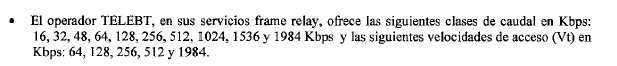 • El operador TELEBT, en sus servicios frame relay, ofrece las siguientes clases de caudal en Kbps:
16, 32, 48, 64, 128, 256, 512, 1024, 1536 y 1984 Kbps y las siguientes velocidades de acceso (Vt) en
Kbps: 64, 128, 256, 512 y 1984.